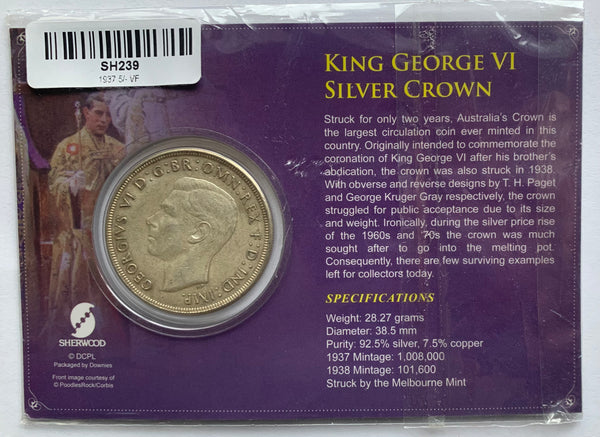 SH239
1937 5/- VF
KING GEORGE VI
SILVER CROWN
Struck for only two years, Australia's Crown is
the largest circulation coin ever minted in this
country. Originally intended to commemorate the
coronation of King George VI after his brother's
abdication, the crown was also struck in 1938.
With obverse and reverse designs by T. H. Paget
and George Kruger Gray respectively, the crown
struggled for public acceptance due to its size
and weight. Ironically, during the silver price rise
of the 1960s and '70s the crown was much
sought after to go into the melting pot.
Consequently, there are few surviving examples
left for collectors today.
SPECIFICATIONS
Weight: 28.27 grams
Diameter: 38.5 mm
Purity: 92.5% silver, 7.5% copper
1937 Mintage: 1,008,000
1938 Mintage: 101,600
Struck by the Melbourne Mint
GEORGIVS VI D:G:BR:OMN:REX F:D:IND:IMP.
SHERWOOD
© DCPL
Packaged by Downies
Front image courtesy of
© PoodlesRock/Corbis